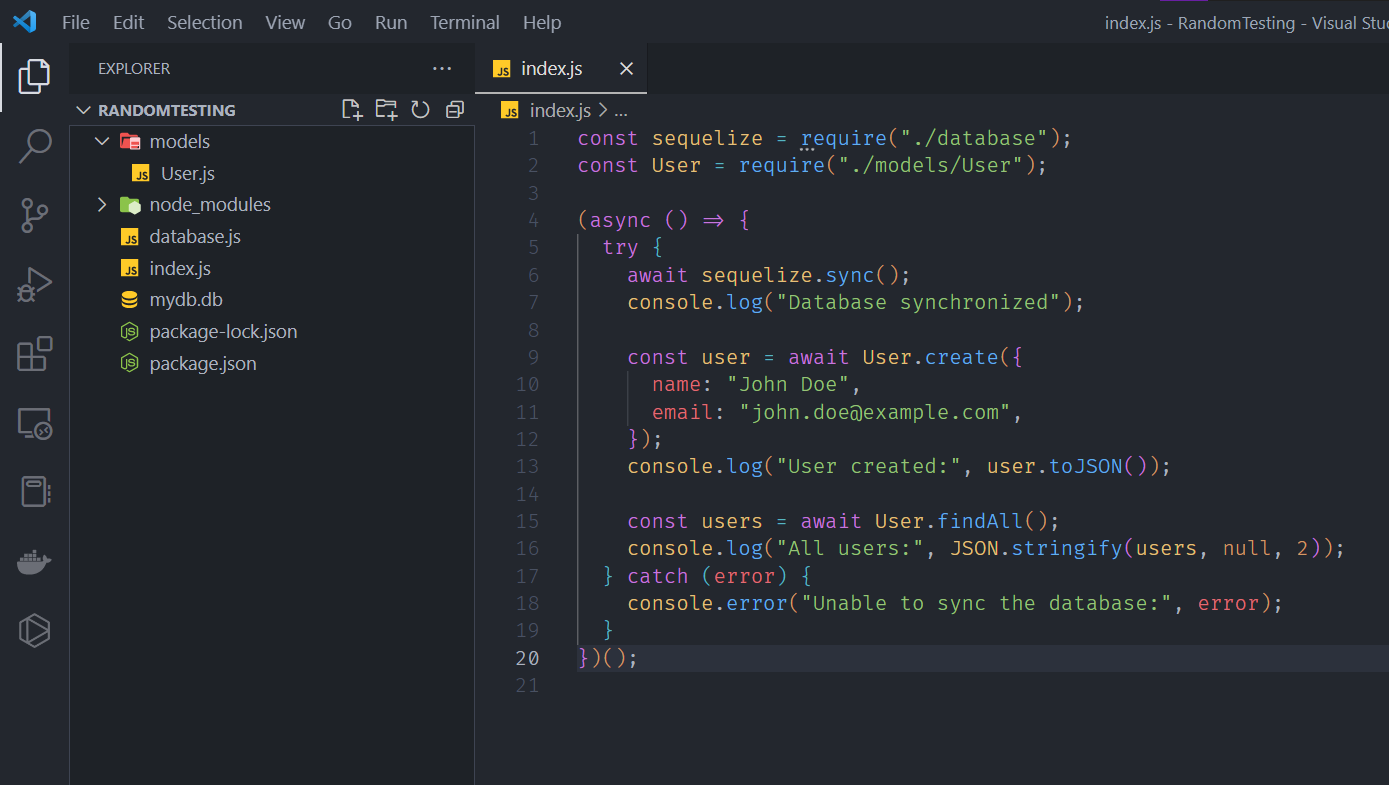 File Edit Selection View Go Run Terminal Help
index.js - RandomTesting - Visual Stu
EXPLORER
RANDOMTESTING
models
JS User.js
node_modules
JS database.js
JS index.js
mydb.db
package-lock.json
package.json
JS index.js
JS index.js > ...
1 const sequelize = require("./database");
2 const User = require("./models/User");
3
4 (async () => {
5 try {
6 await sequelize.sync();
7 console.log("Database synchronized");
8
9 const user = await User.create({
10 name: "John Doe",
11 email: "john.doe@example.com",
12 });
13 console.log("User created:", user.toJSON());
14
15 const users = await User.findAll();
16 console.log("All users:", JSON.stringify(users, null, 2));
17 } catch (error) {
18 console.error("Unable to sync the database:", error);
19 }
20 })();
21